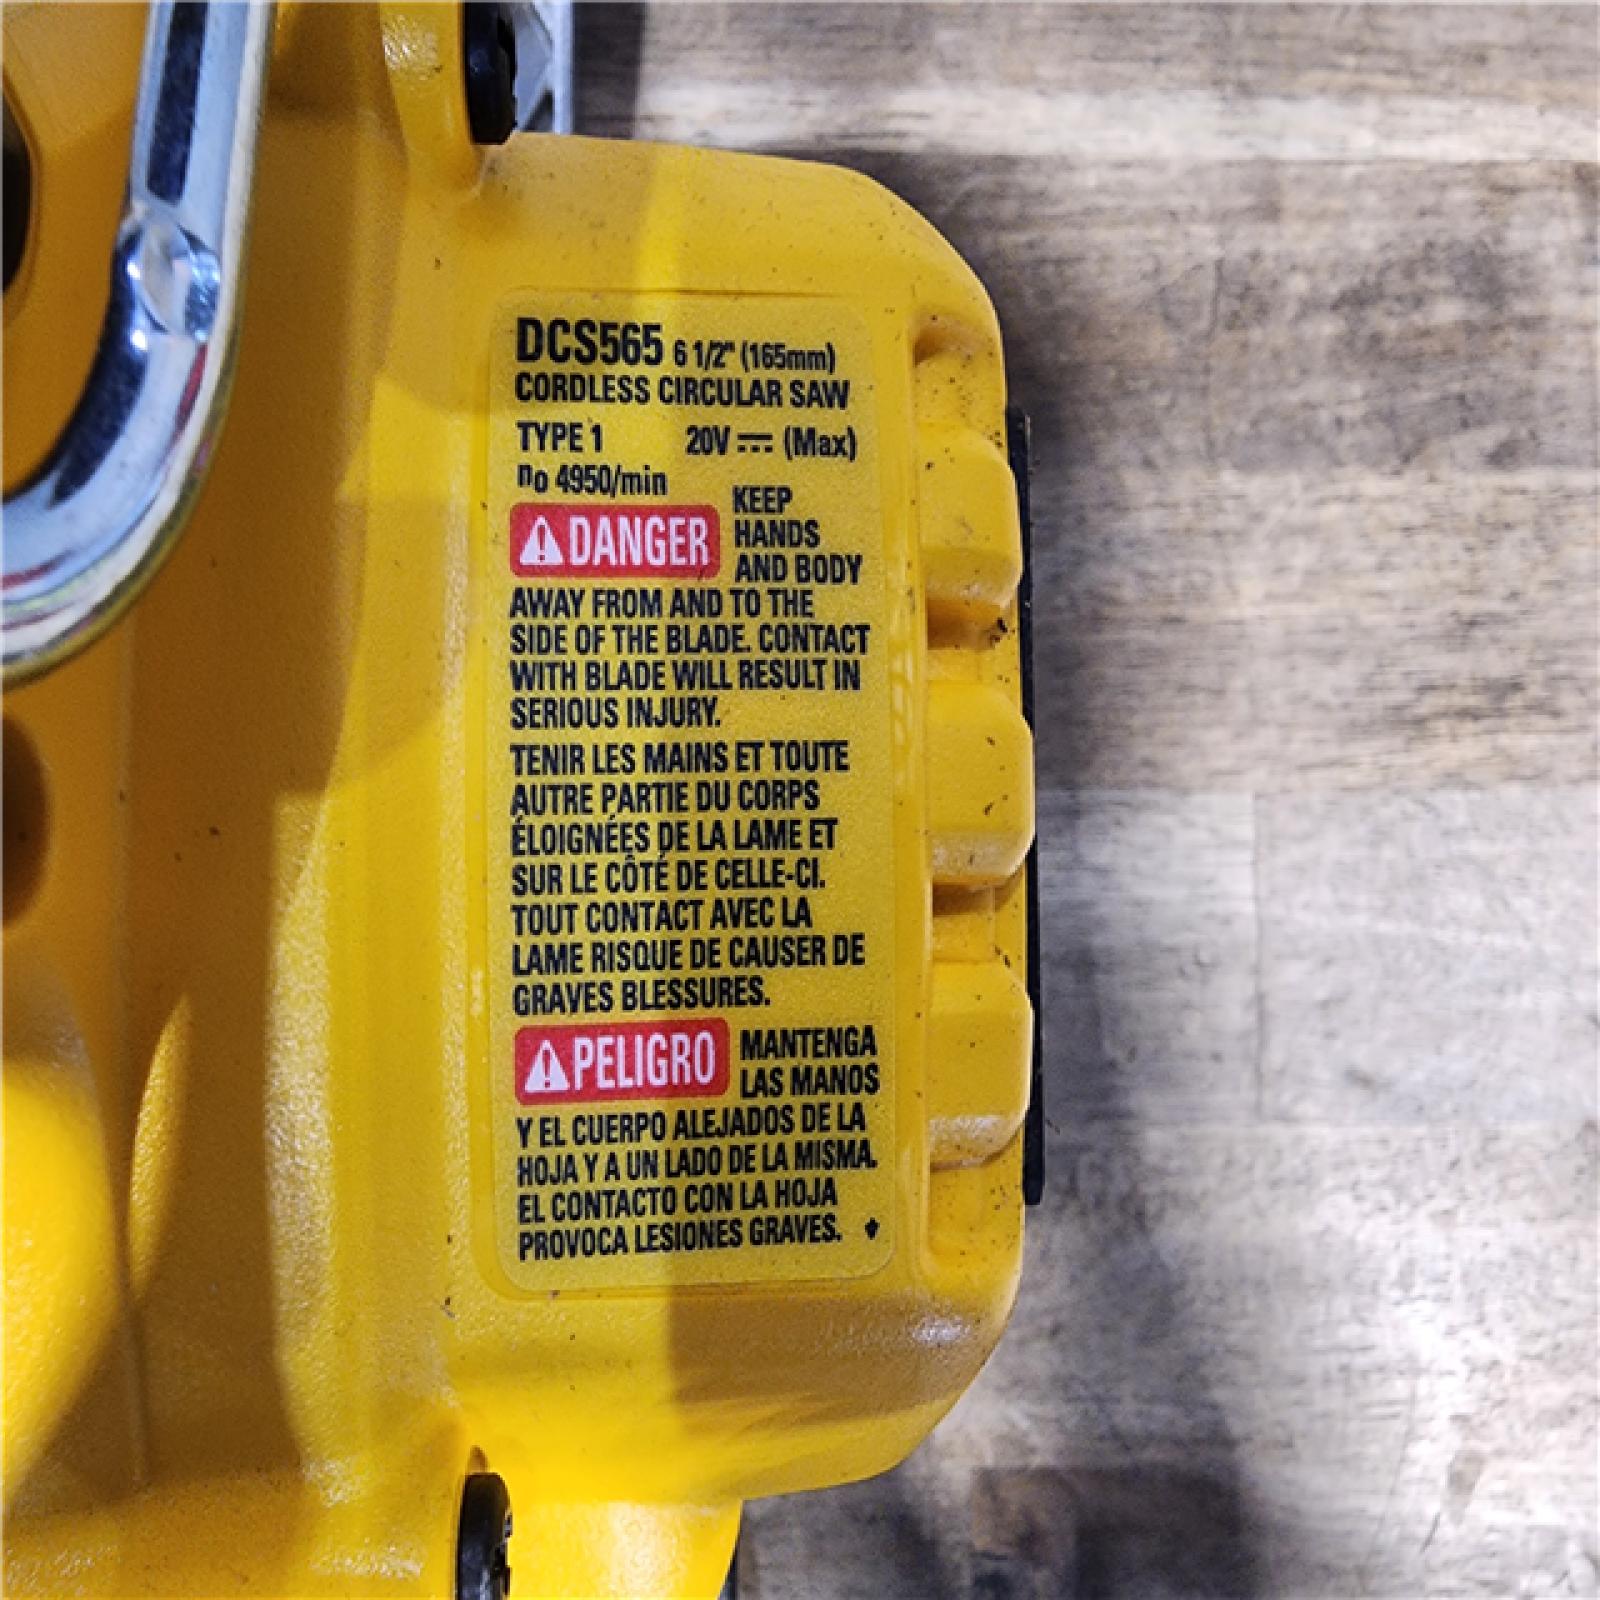 DCS565 6 1/2" (165mm)
CORDLESS CIRCULAR SAW
TYPE 1 20V ⎓ (Max)
no 4950/min
⚠DANGER KEEP
HANDS
AND BODY
AWAY FROM AND TO THE
SIDE OF THE BLADE. CONTACT
WITH BLADE WILL RESULT IN
SERIOUS INJURY.
TENIR LES MAINS ET TOUTE
AUTRE PARTIE DU CORPS
ÉLOIGNÉES DE LA LAME ET
SUR LE CÔTÉ DE CELLE-CI.
TOUT CONTACT AVEC LA
LAME RISQUE DE CAUSER DE
GRAVES BLESSURES.
⚠PELIGRO MANTENGA
LAS MANOS
Y EL CUERPO ALEJADOS DE LA
HOJA Y A UN LADO DE LA MISMA.
EL CONTACTO CON LA HOJA
PROVOCA LESIONES GRAVES.